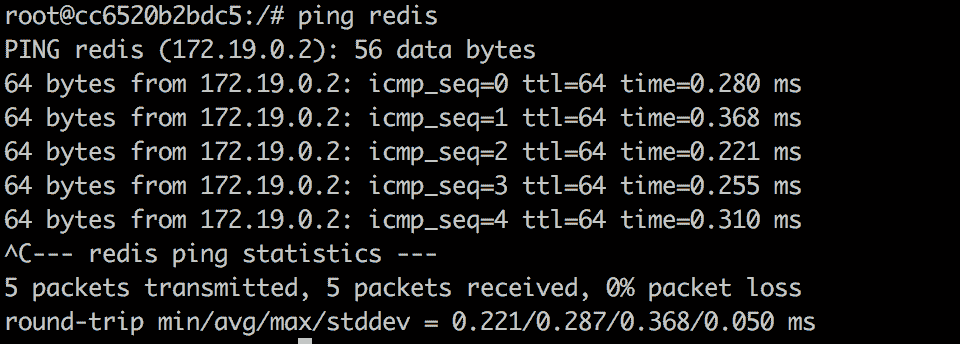 root@cc6520b2bdc5:/# ping redis
PING redis (172.19.0.2): 56 data bytes
64 bytes from 172.19.0.2: icmp_seq=0 ttl=64 time=0.280 ms
64 bytes from 172.19.0.2: icmp_seq=1 ttl=64 time=0.368 ms
64 bytes from 172.19.0.2: icmp_seq=2 ttl=64 time=0.221 ms
64 bytes from 172.19.0.2: icmp_seq=3 ttl=64 time=0.255 ms
64 bytes from 172.19.0.2: icmp_seq=4 ttl=64 time=0.310 ms
^C--- redis ping statistics ---
5 packets transmitted, 5 packets received, 0% packet loss
round-trip min/avg/max/stddev = 0.221/0.287/0.368/0.050 ms